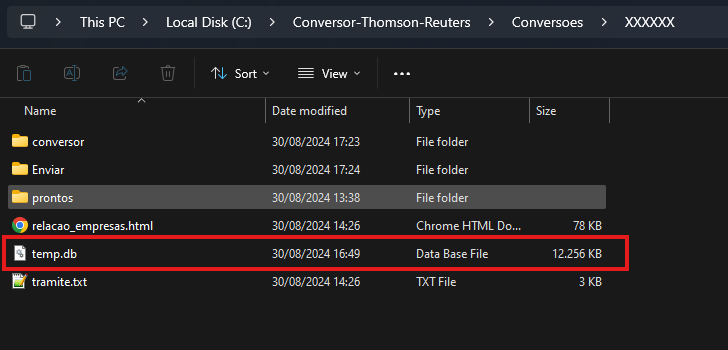 This PC > Local Disk (C:) > Conversor-Thomson-Reuters > Conversoes > XXXXXX
Sort View ...
Name Date modified Type Size
conversor 30/08/2024 17:23 File folder
Enviar 30/08/2024 17:24 File folder
prontos 30/08/2024 13:38 File folder
relacao_empresas.html 30/08/2024 14:26 Chrome HTML Do... 78 KB
temp.db 30/08/2024 16:49 Data Base File 12.256 KB
tramite.txt 30/08/2024 14:26 TXT File 3 KB